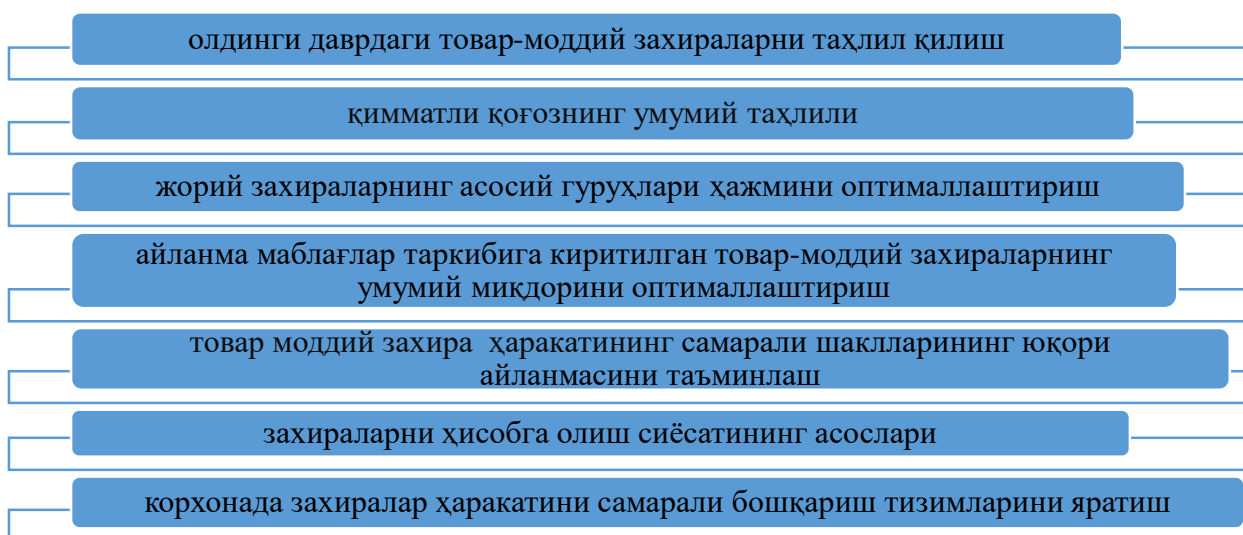 олдинги даврдаги товар-моддий захираларни таҳлил қилиш
қимматли қоғознинг умумий таҳлили
жорий захираларнинг асосий гуруҳлари ҳажмини оптималлаштириш
айланма маблағлар таркибига киритилган товар-моддий захираларнинг
умумий миқдорини оптималлаштириш
товар моддий захира ҳаракатининг самарали шаклларининг юқори
айланмасини таъминлаш
захираларни ҳисобга олиш сиёсатининг асослари
корхонада захиралар ҳаракатини самарали бошқариш тизимларини яратиш